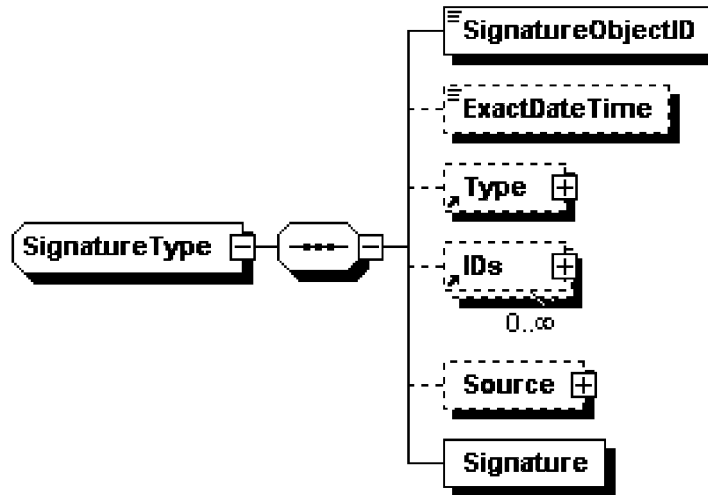 SignatureObjectID
ExactDateTime
Type
SignatureType
IDs
0..∞
Source
Signature